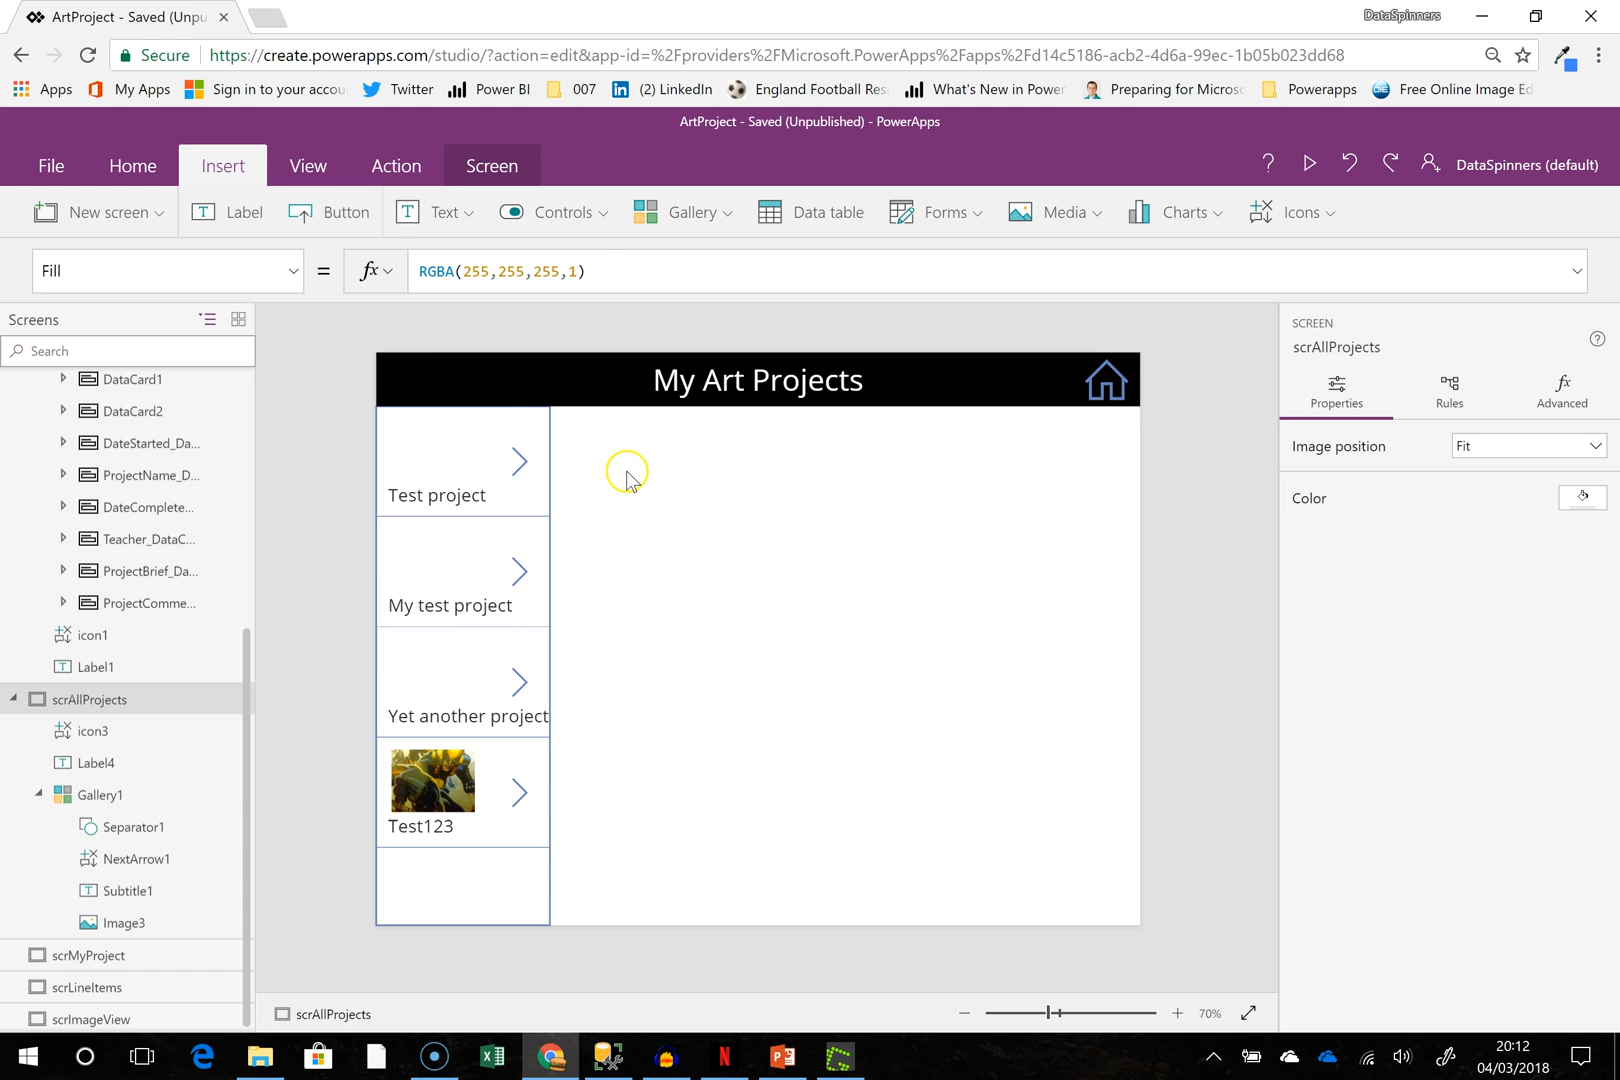 ArtProject - Saved (Unpu
DataSpinners
Secure
https://create.powerapps.com/studio/?action=edit&app-id=%2Fproviders%2FMicrosoft.PowerApps%2Fapps%2Fd14c5186-acb2-4d6a-99ec-1b05b023dd68
Apps My Apps Sign in to your accou Twitter Power BI 007 (2) LinkedIn England Football Res What's New in Power Preparing for Microso Powerapps Free Online Image Ed
ArtProject - Saved (Unpublished) - PowerApps
File Home Insert View Action Screen
DataSpinners (default)
New screen Label Button Text Controls Gallery Data table Forms Media Charts Icons
Fill = fx RGBA(255,255,255,1)
Screens
Search
DataCard1
DataCard2
DateStarted_Da...
ProjectName_D...
DateComplete...
Teacher_DataC...
ProjectBrief_Da...
ProjectComme...
icon1
Label1
scrAllProjects
icon3
Label4
Gallery1
Separator1
NextArrow1
Subtitle1
Image3
scrMyProject
scrLineItems
scrImageView
My Art Projects
Test project
My test project
Yet another project
Test123
scrAllProjects
70%
SCREEN
scrAllProjects
Properties Rules Advanced
Image position Fit
Color
20:12
04/03/2018